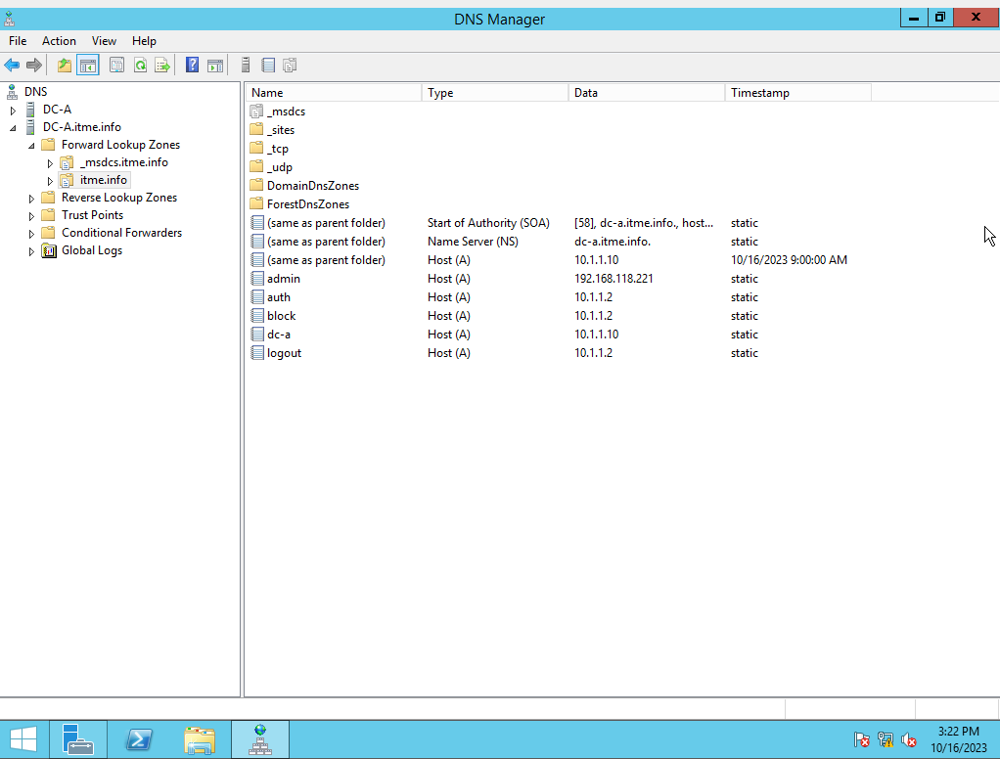 DNS Manager
File Action View Help
DNS
DC-A
DC-A.itme.info
Forward Lookup Zones
_msdcs.itme.info
itme.info
Reverse Lookup Zones
Trust Points
Conditional Forwarders
Global Logs
Name Type Data Timestamp
_msdcs
_sites
_tcp
_udp
DomainDnsZones
ForestDnsZones
(same as parent folder) Start of Authority (SOA) [58], dc-a.itme.info., host... static
(same as parent folder) Name Server (NS) dc-a.itme.info. static
(same as parent folder) Host (A) 10.1.1.10 10/16/2023 9:00:00 AM
admin Host (A) 192.168.118.221 static
auth Host (A) 10.1.1.2 static
block Host (A) 10.1.1.2 static
dc-a Host (A) 10.1.1.10 static
logout Host (A) 10.1.1.2 static
3:22 PM
10/16/2023